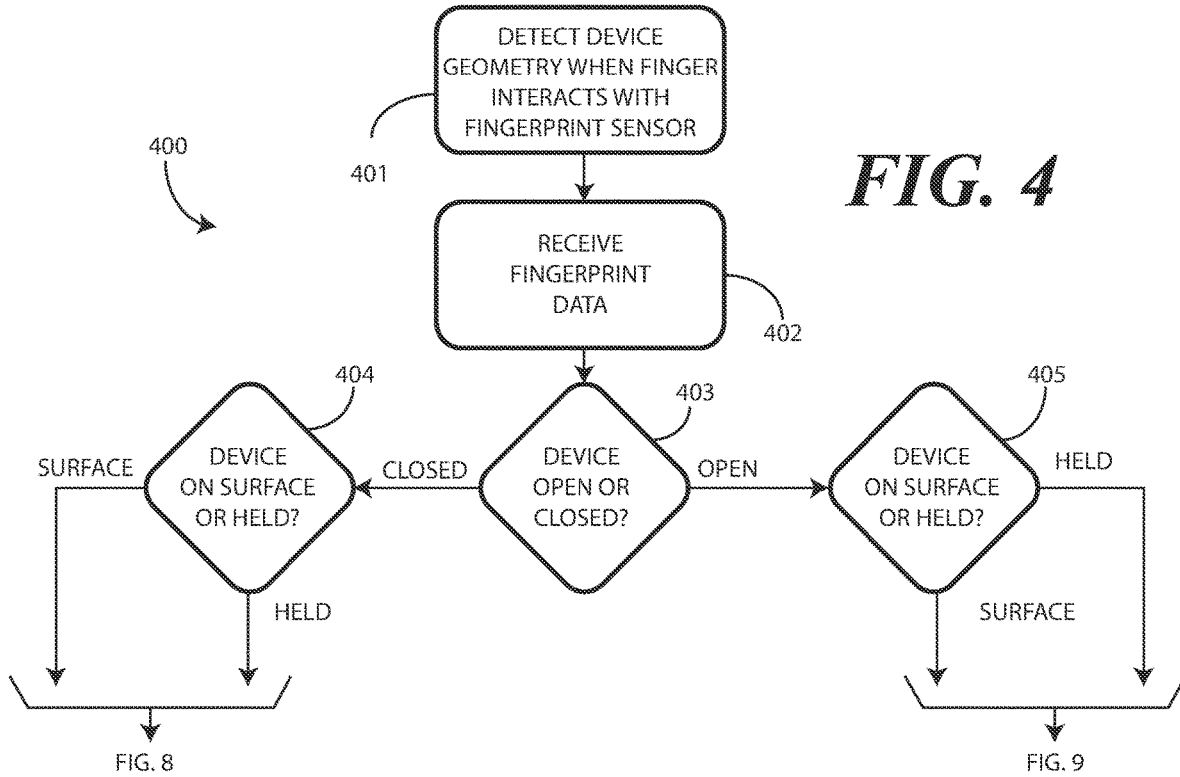 DETECT DEVICE
GEOMETRY WHEN FINGER
INTERACTS WITH
FINGERPRINT SENSOR
401
400
FIG. 4
RECEIVE
FINGERPRINT
DATA
402
404
403
405
SURFACE
DEVICE
ON SURFACE
OR HELD?
CLOSED
DEVICE
OPEN OR
CLOSED?
OPEN
DEVICE
ON SURFACE
OR HELD?
HELD
HELD
SURFACE
FIG. 8
FIG. 9